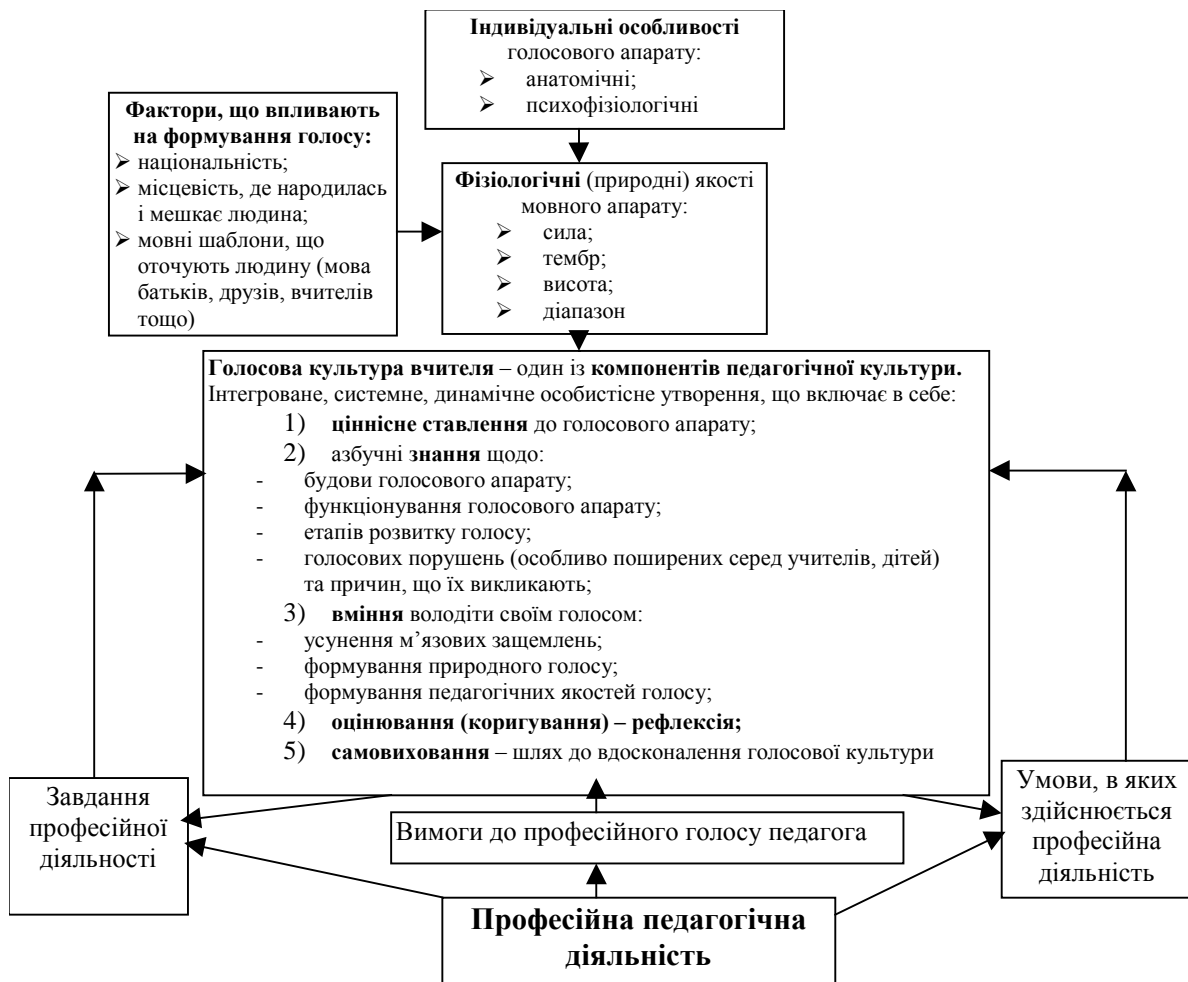 Індивідуальні особливості
голосового апарату:
➢ анатомічні;
➢ психофізіологічні
Фактори, що впливають
на формування голосу:
➢ національність;
➢ місцевість, де народилась
і мешкає людина;
➢ мовні шаблони, що
оточують людину (мова
батьків, друзів, вчителів
тощо)
Фізіологічні (природні) якості
мовного апарату:
➢ сила;
➢ тембр;
➢ висота;
➢ діапазон
Голосова культура вчителя – один із компонентів педагогічної культури.
Інтегроване, системне, динамічне особистісне утворення, що включає в себе:
1) ціннісне ставлення до голосового апарату;
2) азбучні знання щодо:
- будови голосового апарату;
- функціонування голосового апарату;
- етапів розвитку голосу;
- голосових порушень (особливо поширених серед учителів, дітей)
та причин, що їх викликають;
3) вміння володіти своїм голосом:
- усунення м’язових защемлень;
- формування природного голосу;
- формування педагогічних якостей голосу;
4) оцінювання (коригування) – рефлексія;
5) самовиховання – шлях до вдосконалення голосової культури
Завдання
професійної
діяльності
Вимоги до професійного голосу педагога
Умови, в яких
здійснюється
професійна
діяльність
Професійна педагогічна
діяльність